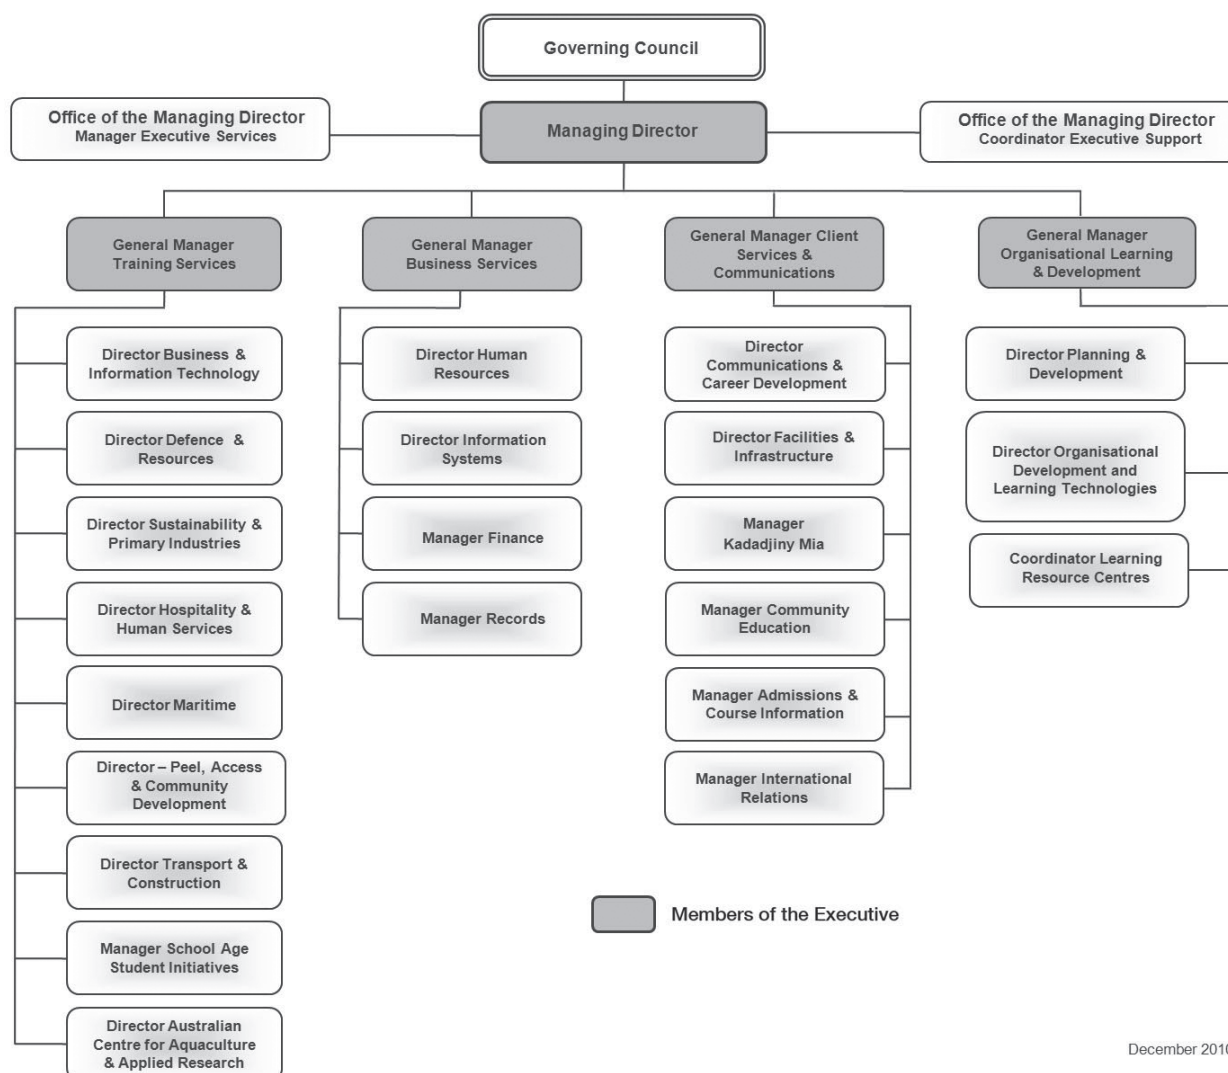 Governing Council
Office of the Managing Director
Manager Executive Services
Managing Director
Office of the Managing Director
Coordinator Executive Support
General Manager
Training Services
General Manager
Business Services
General Manager Client
Services &
Communications
General Manager
Organisational Learning
& Development
Director Business &
Information Technology
Director Defence &
Resources
Director Sustainability &
Primary Industries
Director Hospitality &
Human Services
Director Maritime
Director – Peel, Access
& Community
Development
Director Transport &
Construction
Manager School Age
Student Initiatives
Director Australian
Centre for Aquaculture
& Applied Research
Director Human
Resources
Director Information
Systems
Manager Finance
Manager Records
Director
Communications &
Career Development
Director Facilities &
Infrastructure
Manager
Kadadjiny Mia
Manager Community
Education
Manager Admissions &
Course Information
Manager International
Relations
Director Planning &
Development
Director Organisational
Development and
Learning Technologies
Coordinator Learning
Resource Centres
Members of the Executive
December 2010